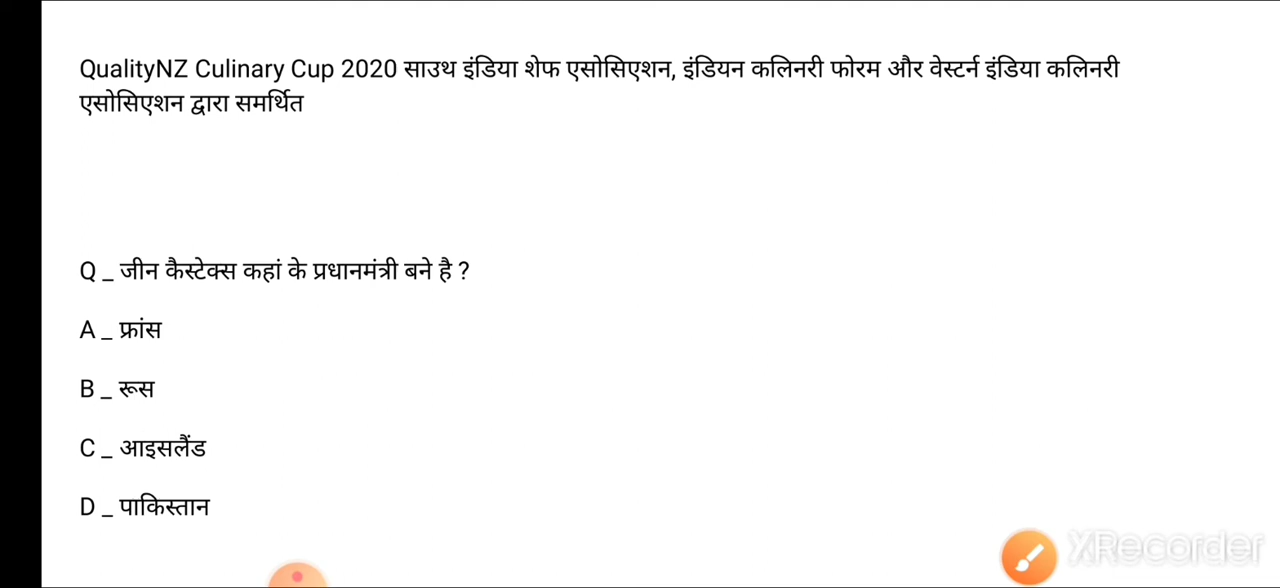 QualityNZ Culinary Cup 2020 साउथ इंडिया शेफ एसोसिएशन, इंडियन कलिनरी फोरम और वेस्टर्न इंडिया कलिनरी
एसोसिएशन द्वारा समर्थित
Q _ जीन कैस्टेक्स कहां के प्रधानमंत्री बने है ?
A _ फ्रांस
B _ रूस
C _ आइसलैंड
D _ पाकिस्तान
XRecorder